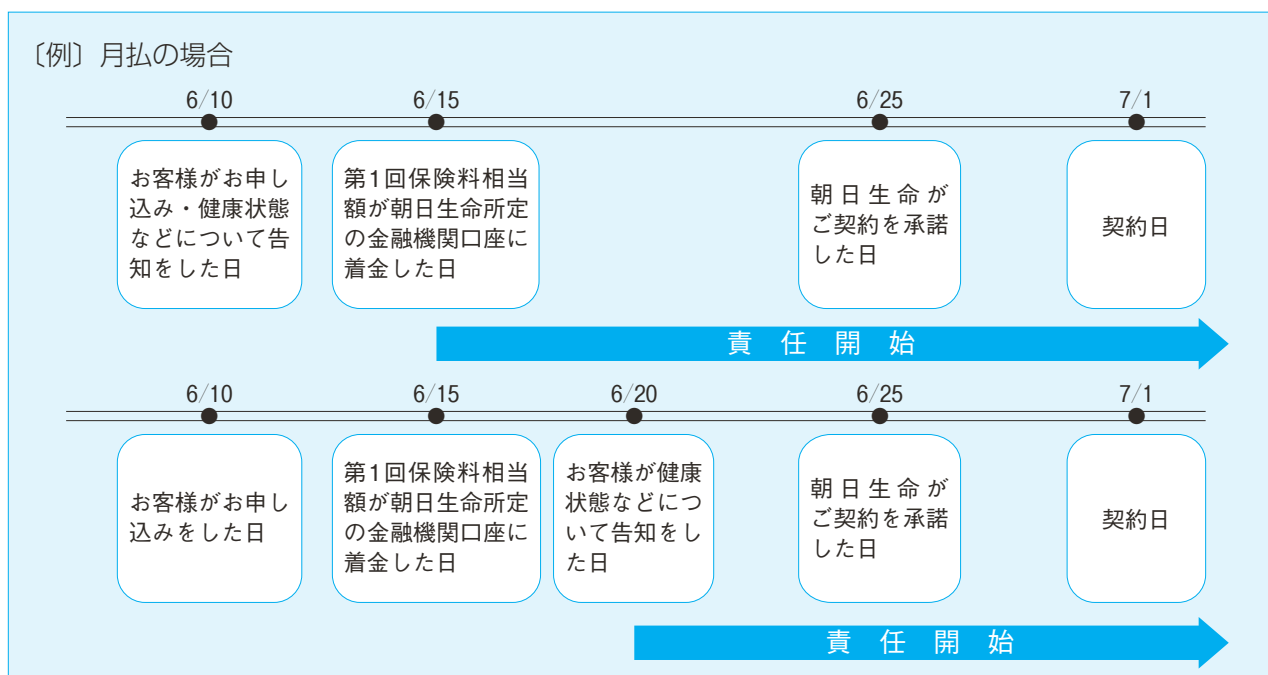 〔例〕月払の場合
6/10
6/15
6/25
7/1
お客様がお申し
込み・健康状態
などについて告
知をした日
第1回保険料相当
額が朝日生命所定
の金融機関口座に
着金した日
朝日生命が
ご契約を承諾
した日
契約日
責任開始
6/10
6/15
6/20
6/25
7/1
お客様がお申し
込みをした日
第1回保険料相当
額が朝日生命所定
の金融機関口座に
着金した日
お客様が健康
状態などにつ
いて告知をし
た日
朝日生命が
ご契約を承諾
した日
契約日
責任開始